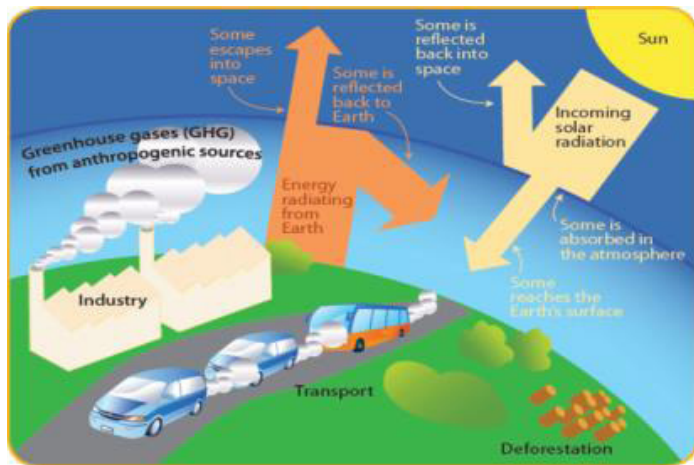 Some
escapes
into
space
Some is
reflected
back to
Earth
Some
is reflected
back into
space
Sun
Incoming
solar
radiation
Greenhouse gases (GHG)
from anthropogenic sources
Energy
radiating
from
Earth
Some is
absorbed in
the atmosphere
Some
reaches the
Earth's surface
Industry
Transport
Deforestation